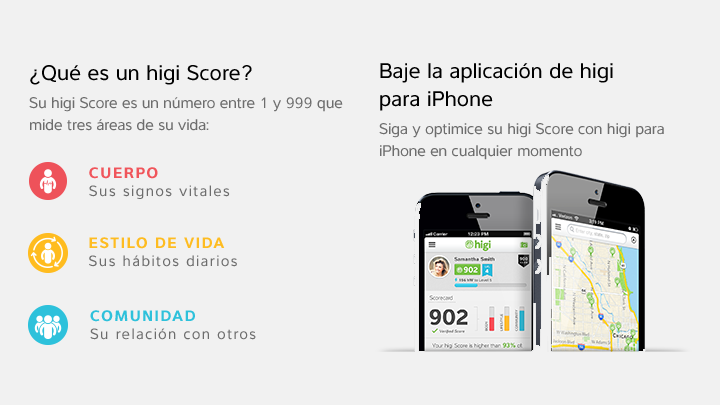 ¿Qué es un higi Score?
Su higi Score es un número entre 1 y 999 que
mide tres áreas de su vida:
CUERPO
Sus signos vitales
ESTILO DE VIDA
Sus hábitos diarios
COMUNIDAD
Su relación con otros
Baje la aplicación de higi
para iPhone
Siga y optimice su higi Score con higi para
iPhone en cualquier momento
Carrier 12:23 PM
higi
Samantha Smith
902
Scorecard
902
Verified Score
Your higi Score is higher than 93% of
Verizon
CHICAGO